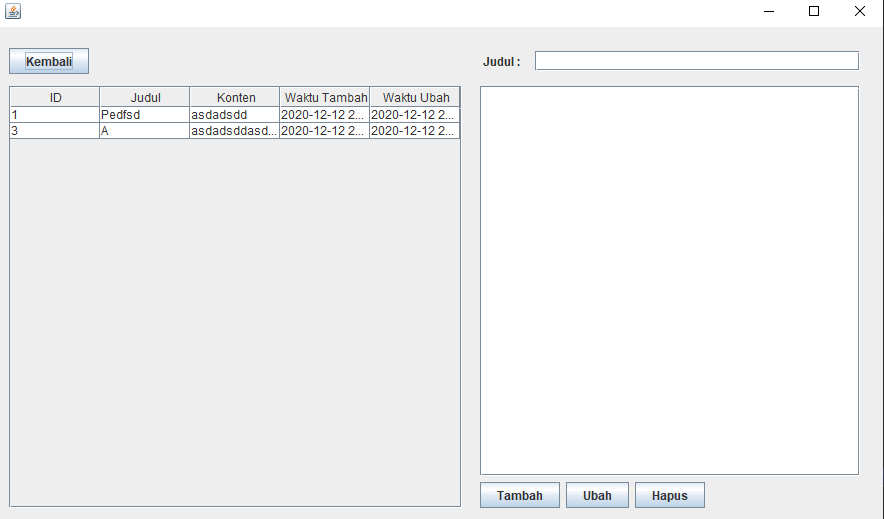 Kembali
Judul :
ID Judul Konten Waktu Tambah Waktu Ubah
1 Pedfsd asdadsdd 2020-12-12 2... 2020-12-12 2...
3 A asdadsddasd... 2020-12-12 2... 2020-12-12 2...
Tambah Ubah Hapus